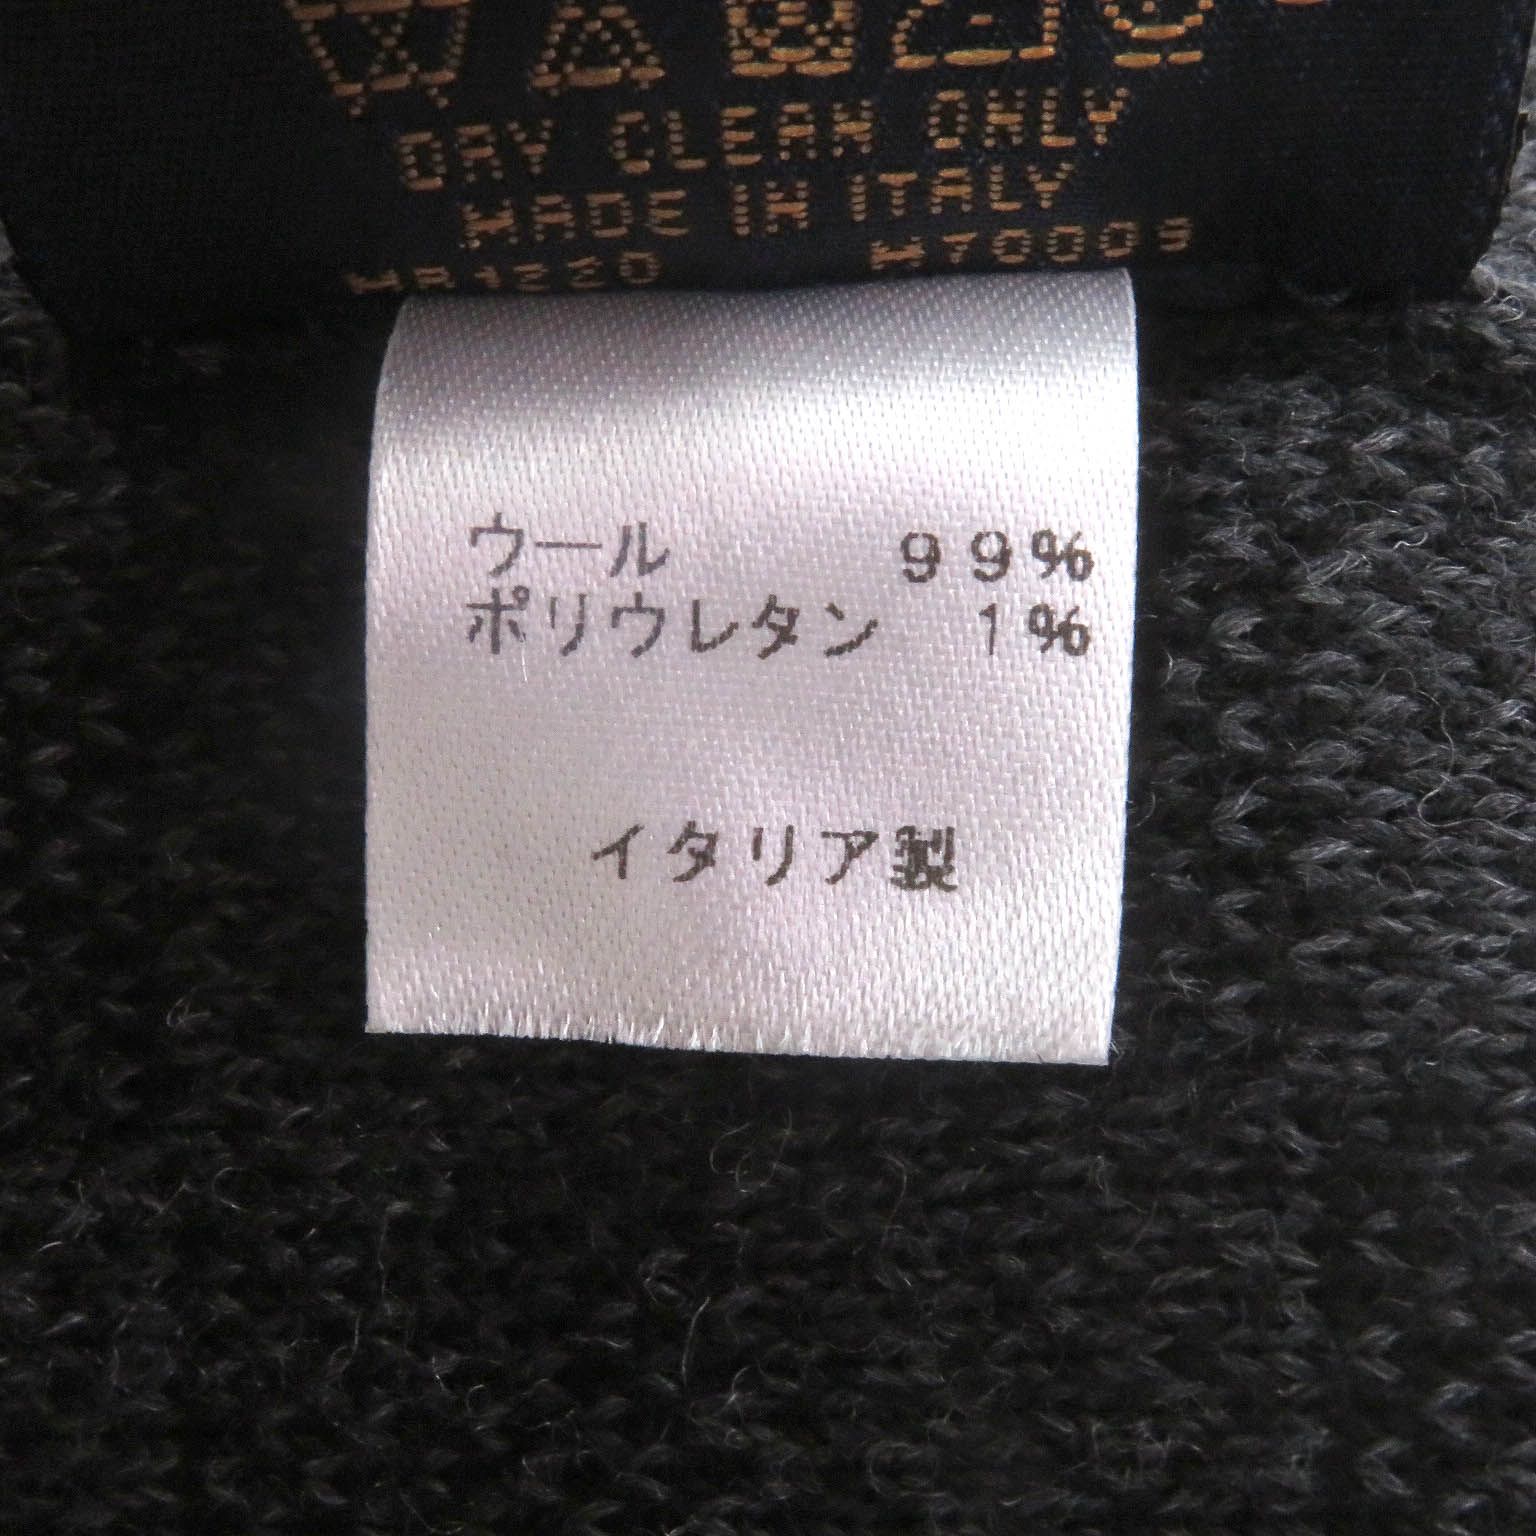 DRY CLEAN ONLY
MADE IN ITALY
MR1220 M70009
ウール 99%
ポリウレタン 1%
イタリア製